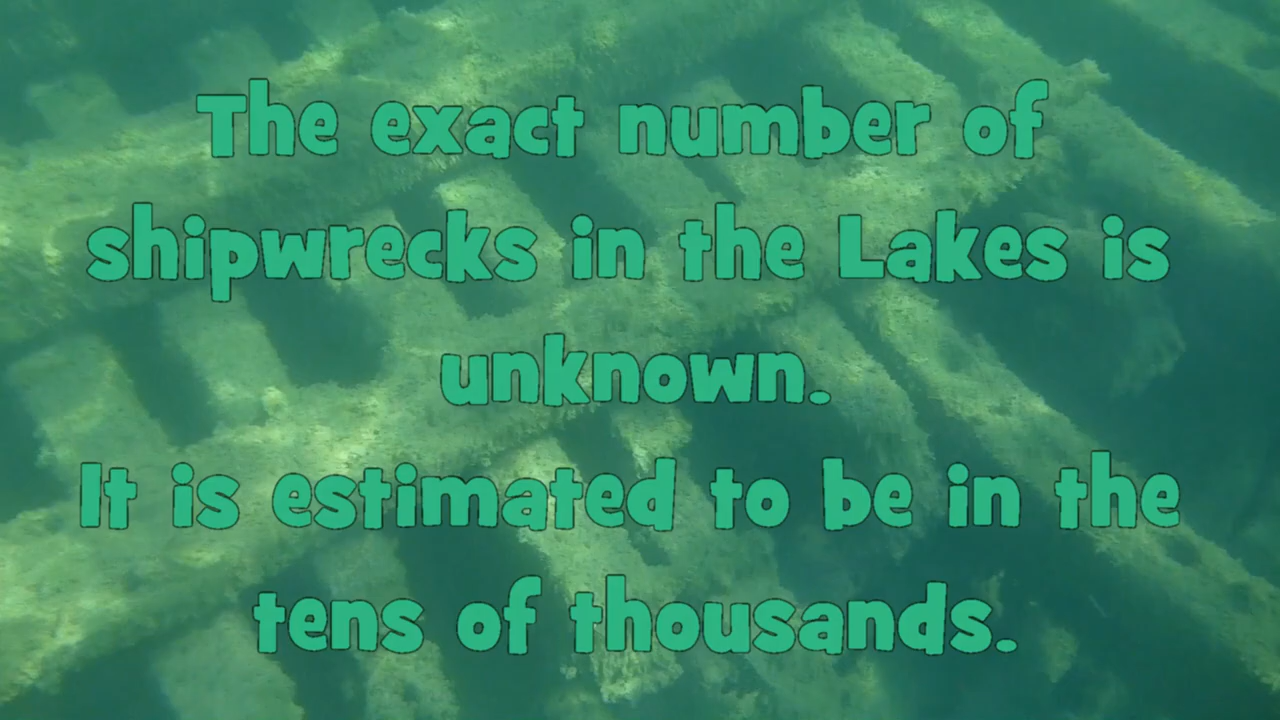 The exact number of
shipwrecks in the Lakes is
unknown.
It is estimated to be in the
tens of thousands.